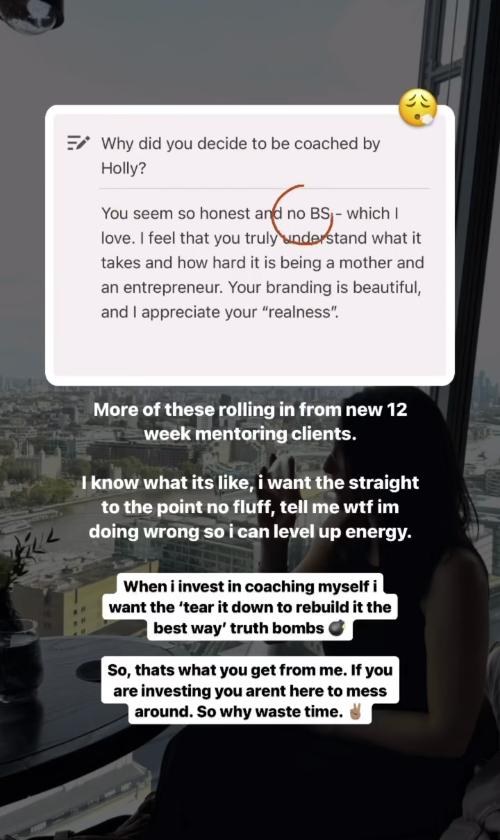 Why did you decide to be coached by
Holly?
You seem so honest and no BS - which I
love. I feel that you truly understand what it
takes and how hard it is being a mother and
an entrepreneur. Your branding is beautiful,
and I appreciate your “realness”.
More of these rolling in from new 12
week mentoring clients.
I know what its like, i want the straight
to the point no fluff, tell me wtf im
doing wrong so i can level up energy.
When i invest in coaching myself i
want the ‘tear it down to rebuild it the
best way’ truth bombs 💣
So, thats what you get from me. If you
are investing you arent here to mess
around. So why waste time. ✌🏽